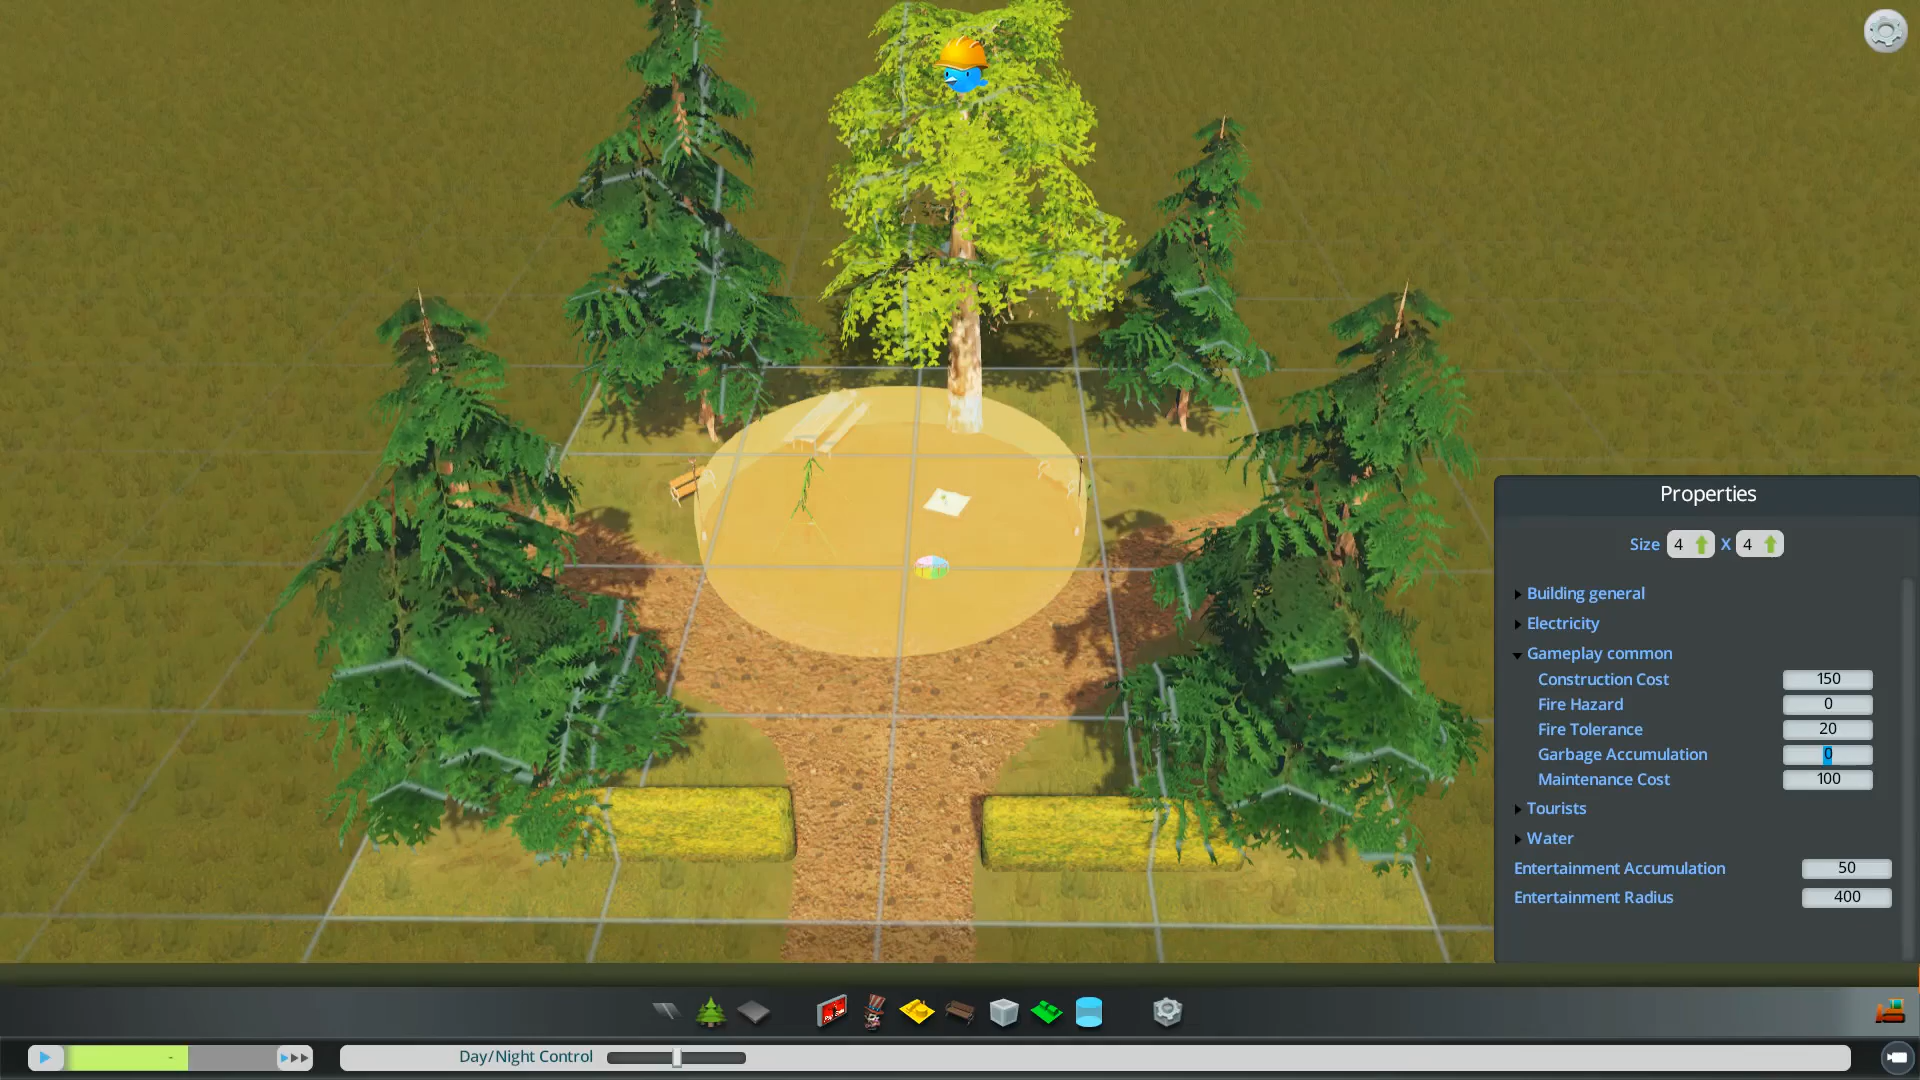 Properties
Size 4 X 4
Building general
Electricity
Gameplay common
Construction Cost 150
Fire Hazard 0
Fire Tolerance 20
Garbage Accumulation 0
Maintenance Cost 100
Tourists
Water
Entertainment Accumulation 50
Entertainment Radius 400
-
Day/Night Control